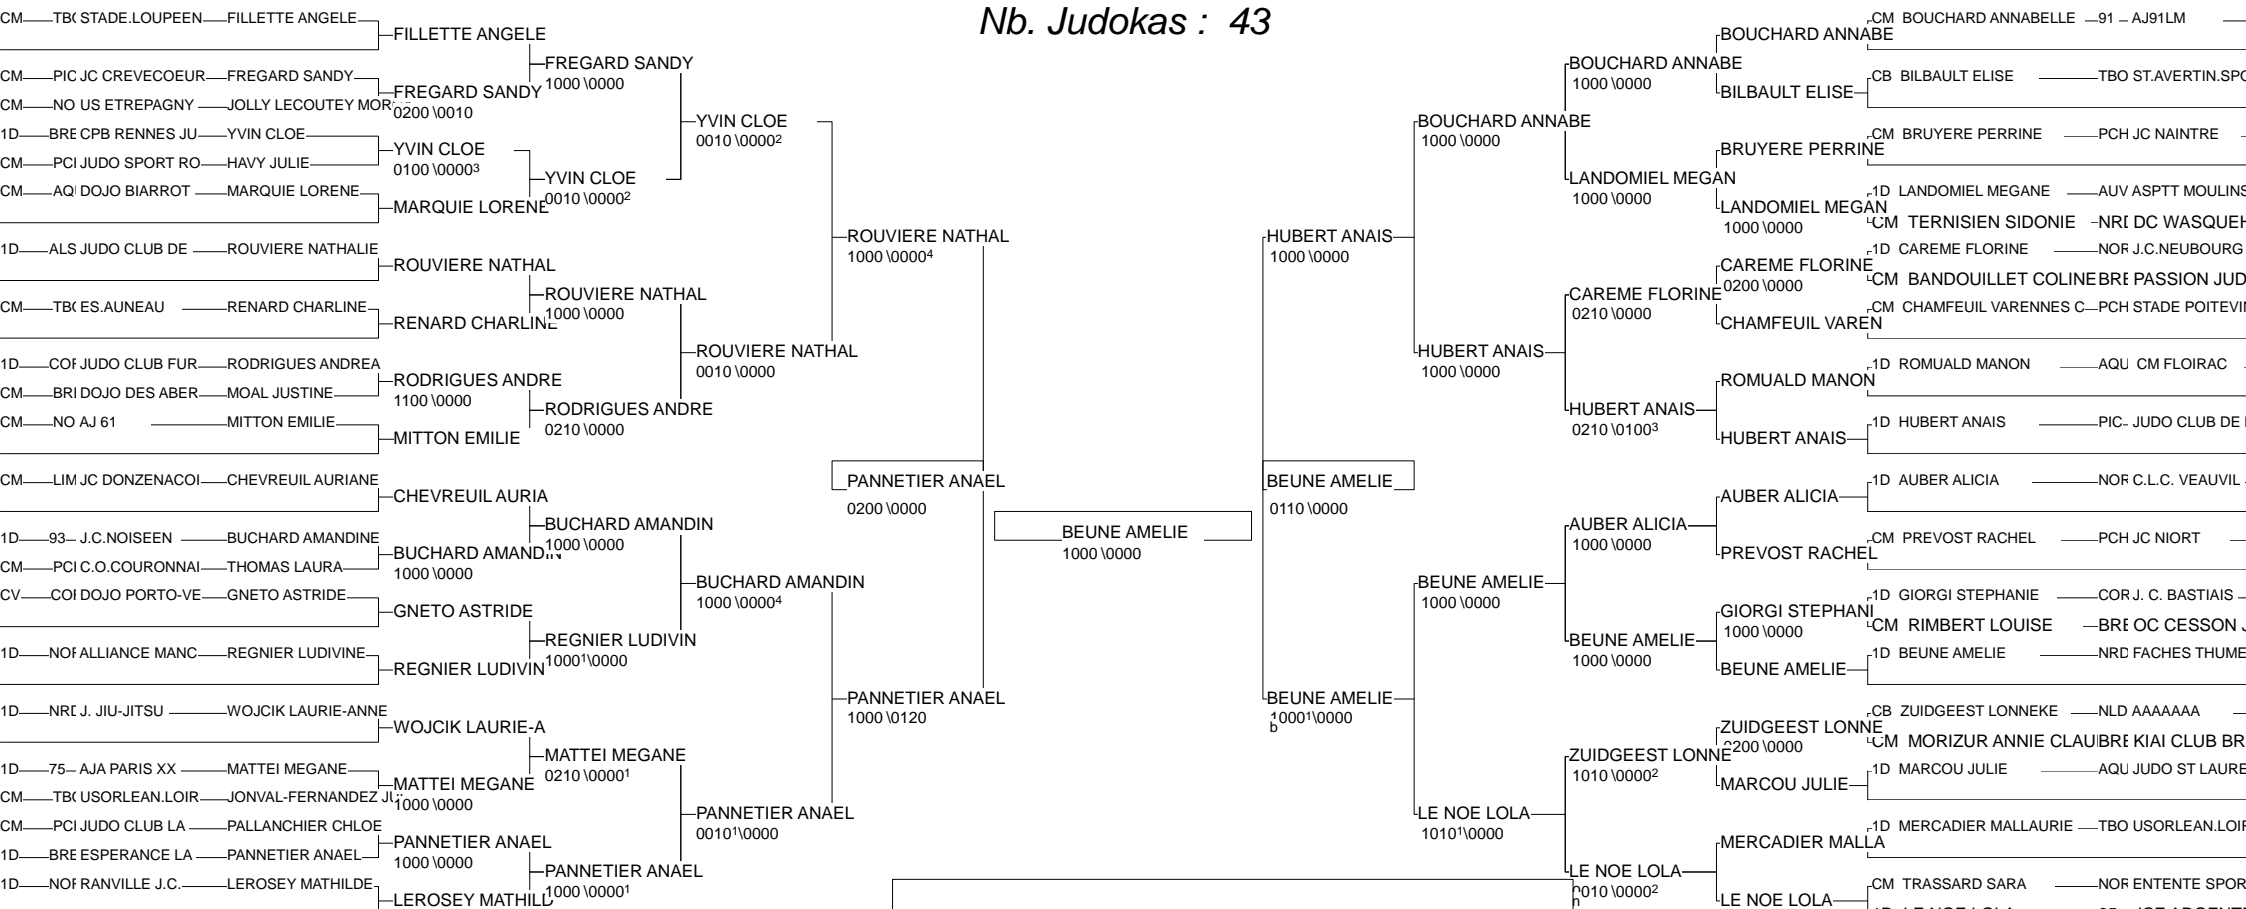 Nb. Judokas :  43
CM TBO STADE.LOUPEEN FILLETTE ANGELE
CM PIC JC CREVECOEUR FREGARD SANDY
CM NO US ETREPAGNY JOLLY LECOUTEY
1D BRE CPB RENNES JU YVIN CLOE
CM PCI JUDO SPORT RO HAVY JULIE
CM AQ DOJO BIARROT MARQUIE LORENE
1D ALS JUDO CLUB DE ROUVIERE NATHALIE
CM TBO ES.AUNEAU RENARD CHARLINE
1D COR JUDO CLUB FUR RODRIGUES ANDREA
CM BRI DOJO DES ABER MOAL JUSTINE
CM NO AJ 61 MITTON EMILIE
CM LIM JC DONZENACOI CHEVREUIL AURIANE
1D 93 J.C.NOISEEN BUCHARD AMANDINE
CM PCI C.O.COURONNAI THOMAS LAURA
CV COI DOJO PORTO-VE GNETO ASTRIDE
1D NOR ALLIANCE MANC REGNIER LUDIVINE
1D NRD J. JIU-JITSU WOJCIK LAURIE-ANNE
1D 75 AJA PARIS XX MATTEI MEGANE
CM TBO USORLEAN.LOIR JONVAL-FERNANDEZ
CM PCI JUDO CLUB LA PALLANCHIER CHLOE
1D BRE ESPERANCE LA PANNETIER ANAEL
1D NOR RANVILLE J.C. LEROSEY MATHILDE
FILLETTE ANGELE
FREGARD SANDY
0200 \0010
YVIN CLOE
0100 \0000³
MARQUIE LORENE
ROUVIERE NATHAL
RENARD CHARLINE
RODRIGUES ANDRE
1100 \0000
MITTON EMILIE
CHEVREUIL AURIA
BUCHARD AMANDIN
1000 \0000
GNETO ASTRIDE
REGNIER LUDIVIN
WOJCIK LAURIE-A
MATTEI MEGANE
1000 \0000
PANNETIER ANAEL
1000 \0000
LEROSEY MATHILD
FREGARD SANDY
1000 \0000
YVIN CLOE
0010 \0000²
ROUVIERE NATHAL
1000 \0000
RODRIGUES ANDRE
0210 \0000
BUCHARD AMANDIN
1000 \0000
REGNIER LUDIVIN
1000¹\0000
MATTEI MEGANE
0210 \0000¹
PANNETIER ANAEL
1000 \0000¹
YVIN CLOE
0010 \0000²
ROUVIERE NATHAL
0010 \0000
BUCHARD AMANDIN
1000 \0000⁴
PANNETIER ANAEL
0010¹\0000
ROUVIERE NATHAL
1000 \0000⁴
PANNETIER ANAEL
0200 \0000
PANNETIER ANAEL
1000 \0120
BEUNE AMELIE
1000 \0000
HUBERT ANAIS
1000 \0000
BEUNE AMELIE
0110 \0000
BEUNE AMELIE
1000¹\0000
b
BOUCHARD ANNABE
1000 \0000
HUBERT ANAIS
1000 \0000
BEUNE AMELIE
1000 \0000
LE NOE LOLA
1010¹\0000
BOUCHARD ANNABE
1000 \0000
LANDOMIEL MEGAN
1000 \0000
CAREME FLORINE
0210 \0000
HUBERT ANAIS
0210 \0100³
AUBER ALICIA
1000 \0000
BEUNE AMELIE
1000 \0000
ZUIDGEEST LONNE
1010 \0000²
LE NOE LOLA
0010 \0000²
BOUCHARD ANNABE
BILBAULT ELISE
BRUYERE PERRINE
LANDOMIEL MEGAN
1000 \0000
CAREME FLORINE
0200 \0000
CHAMFEUIL VAREN
ROMUALD MANON
HUBERT ANAIS
AUBER ALICIA
PREVOST RACHEL
GIORGI STEPHANI
1000 \0000
BEUNE AMELIE
ZUIDGEEST LONNE
0200 \0000
MARCOU JULIE
MERCADIER MALLA
LE NOE LOLA
CM BOUCHARD ANNABELLE 91 AJ91LM
CB BILBAULT ELISE TBO ST.AVERTIN.SPO
CM BRUYERE PERRINE PCH JC NAINTRE
1D LANDOMIEL MEGANE AUV ASPTT MOULINS
CM TERNISIEN SIDONIE NRD DC WASQUEH
1D CAREME FLORINE NOR J.C.NEUBOURG
CM BANDOUILLET COLINE BRE PASSION JUD
CM CHAMFEUIL VARENNES C PCH STADE POITEVIN
1D ROMUALD MANON AQU CM FLOIRAC
1D HUBERT ANAIS PIC JUDO CLUB DE
1D AUBER ALICIA NOR C.L.C. VEAUVIL
CM PREVOST RACHEL PCH JC NIORT
1D GIORGI STEPHANIE COR J. C. BASTIAIS
CM RIMBERT LOUISE BRE OC CESSON
1D BEUNE AMELIE NRD FACHES THUME
CB ZUIDGEEST LONNEKE NLD AAAAAAA
CM MORIZUR ANNIE CLAU BRE KIAI CLUB BR
1D MARCOU JULIE AQU JUDO ST LAURE
1D MERCADIER MALLAURIE TBO USORLEAN.LOIR
CM TRASSARD SARA NOR ENTENTE SPOR